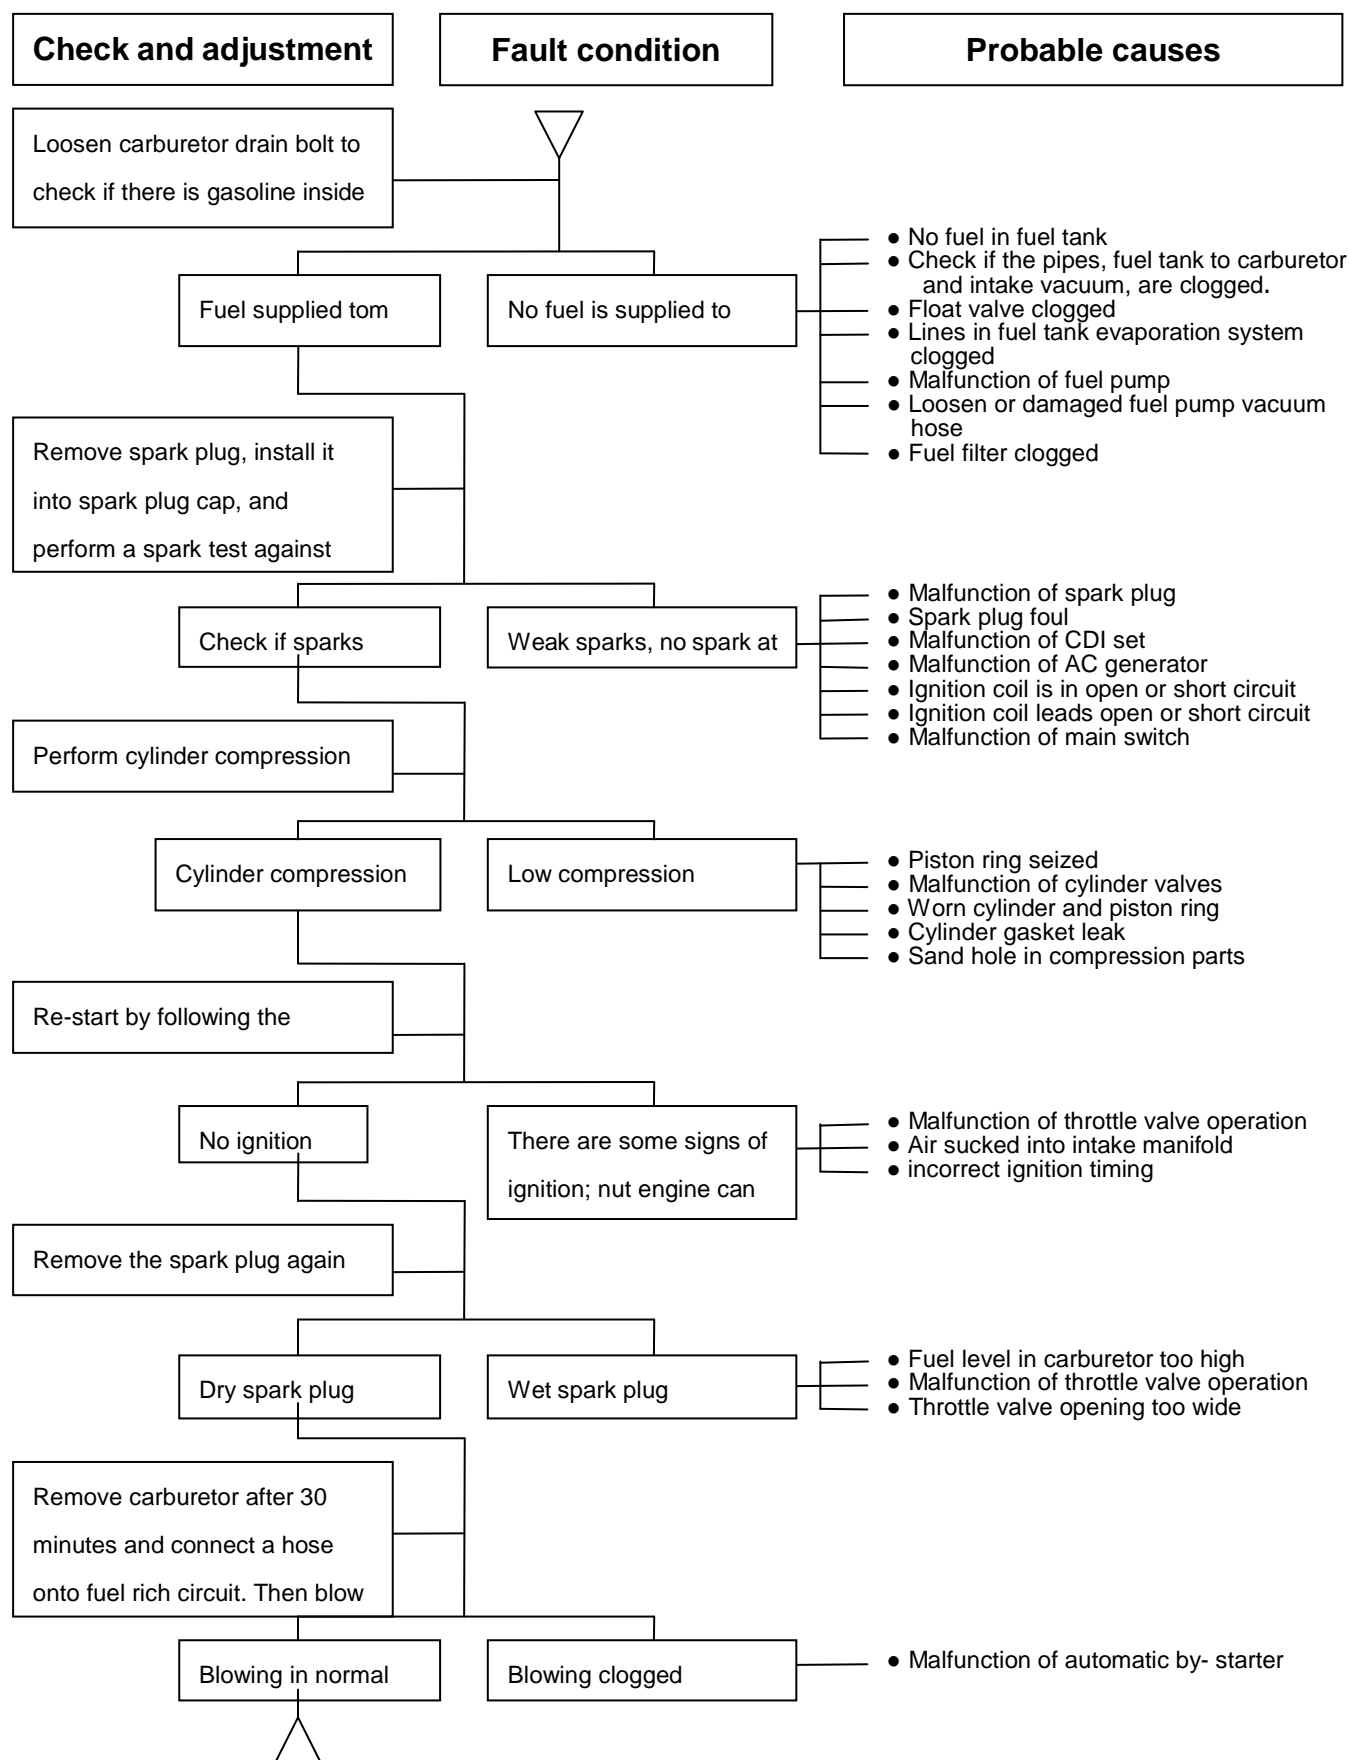 Check and adjustment
Fault condition
Probable causes
Loosen carburetor drain bolt to
check if there is gasoline inside
Fuel supplied tom
No fuel is supplied to
● No fuel in fuel tank
● Check if the pipes, fuel tank to carburetor
and intake vacuum, are clogged.
● Float valve clogged
● Lines in fuel tank evaporation system
clogged
● Malfunction of fuel pump
● Loosen or damaged fuel pump vacuum
hose
● Fuel filter clogged
Remove spark plug, install it
into spark plug cap, and
perform a spark test against
Check if sparks
Weak sparks, no spark at
● Malfunction of spark plug
● Spark plug foul
● Malfunction of CDI set
● Malfunction of AC generator
● Ignition coil is in open or short circuit
● Ignition coil leads open or short circuit
● Malfunction of main switch
Perform cylinder compression
Cylinder compression
Low compression
● Piston ring seized
● Malfunction of cylinder valves
● Worn cylinder and piston ring
● Cylinder gasket leak
● Sand hole in compression parts
Re-start by following the
No ignition
There are some signs of
ignition; nut engine can
● Malfunction of throttle valve operation
● Air sucked into intake manifold
● incorrect ignition timing
Remove the spark plug again
Dry spark plug
Wet spark plug
● Fuel level in carburetor too high
● Malfunction of throttle valve operation
● Throttle valve opening too wide
Remove carburetor after 30
minutes and connect a hose
onto fuel rich circuit. Then blow
Blowing in normal
Blowing clogged
● Malfunction of automatic by- starter